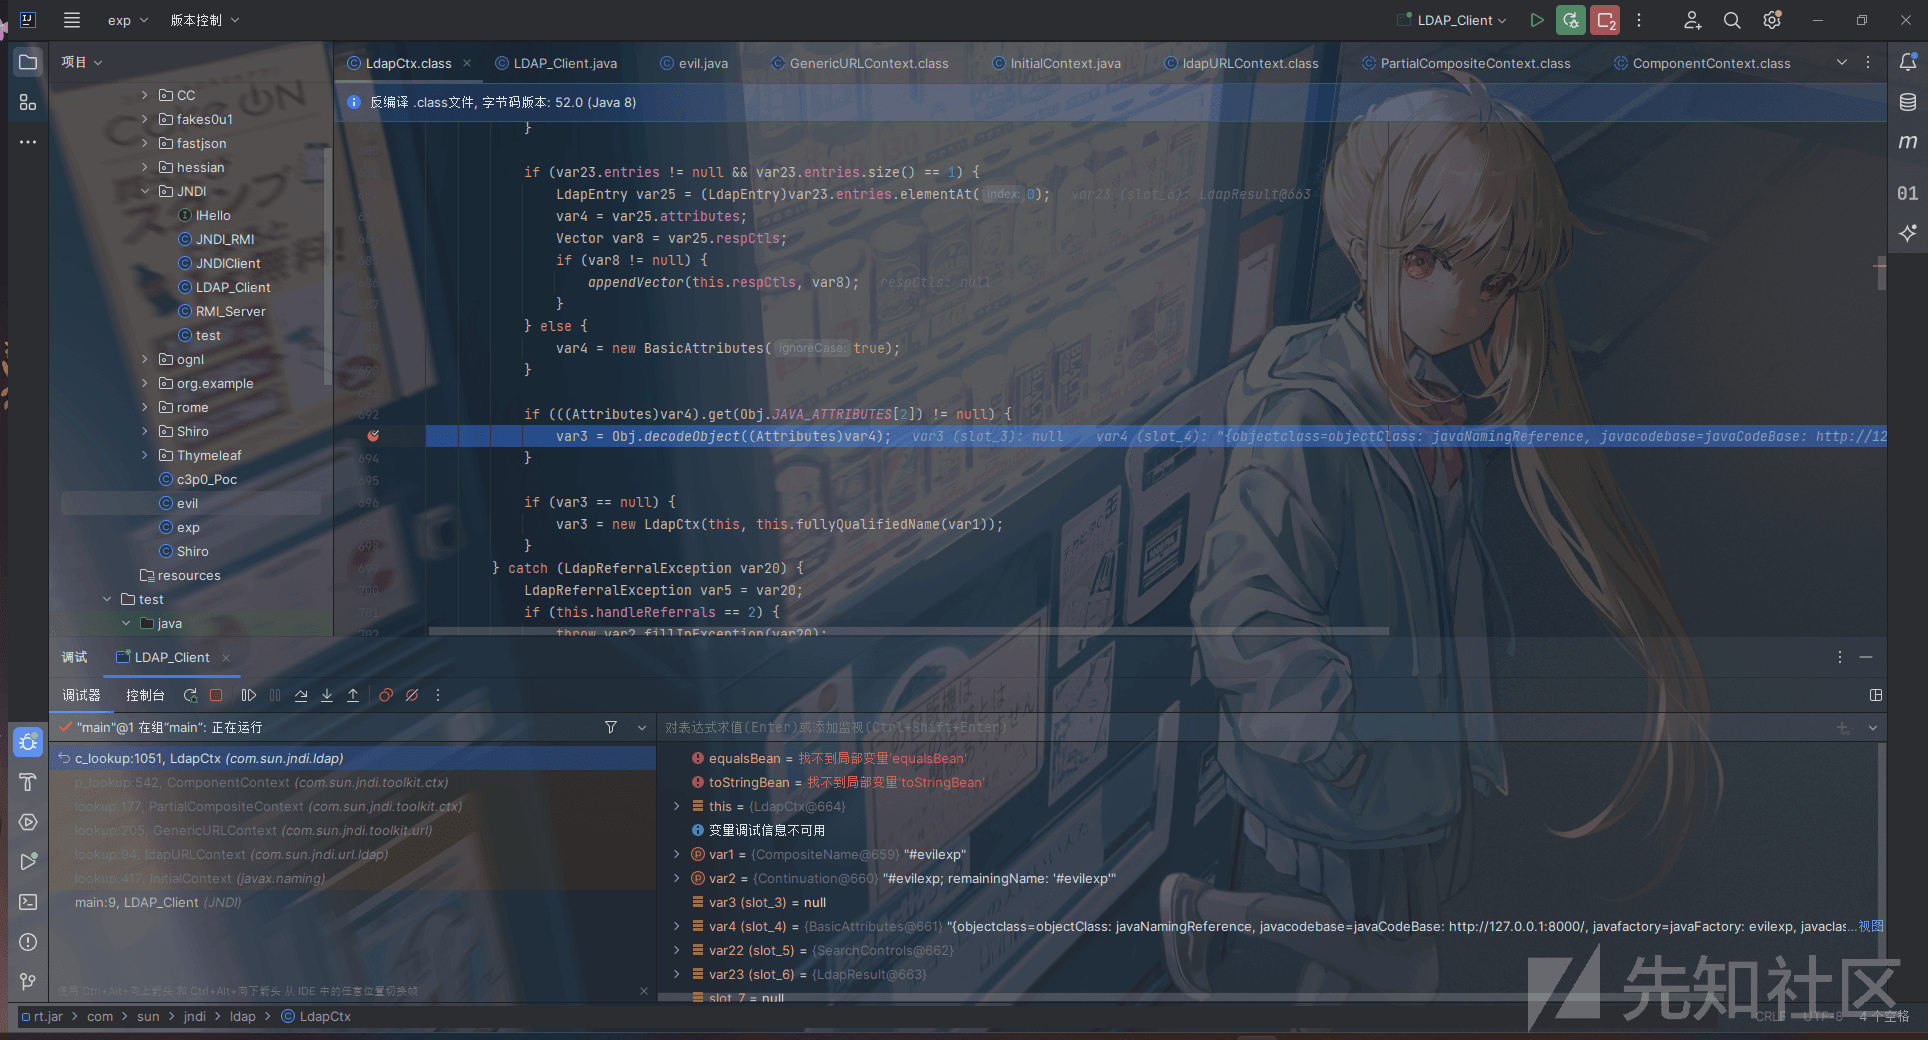 exp
版本控制
LDAP_Client
项目
LdapCtx.class
LDAP_Client.java
evil.java
GenericURLContext.class
InitialContext.java
ldapURLContext.class
PartialCompositeContext.class
ComponentContext.class
反编译 .class文件, 字节码版本: 52.0 (Java 8)
CC
fakes0u1
fastjson
hessian
JNDI
IHello
JNDI_RMI
JNDIClient
LDAP_Client
RMI_Server
test
ognl
org.example
rome
Shiro
Thymeleaf
c3p0_Poc
evil
exp
Shiro
resources
test
java
}
if (var23.entries != null && var23.entries.size() == 1) {
LdapEntry var25 = (LdapEntry)var23.entries.elementAt( index: 0); var23 (slot_6): LdapResult@663
var4 = var25.attributes;
Vector var8 = var25.respCtls;
if (var8 != null) {
appendVector(this.respCtls, var8); respCtls: null
}
} else {
var4 = new BasicAttributes( ignoreCase: true);
}
692 if (((Attributes)var4).get(Obj.JAVA_ATTRIBUTES[2]) != null) {
var3 = Obj.decodeObject((Attributes)var4); var3 (slot_3): null var4 (slot_4): "{objectclass=objectClass: javaNamingReference, javacodebase=javaCodeBase: http://12
694 }
695
696 if (var3 == null) {
var3 = new LdapCtx(this, this.fullyQualifiedName(var1));
698 }
} catch (LdapReferralException var20) {
LdapReferralException var5 = var20;
701 if (this.handleReferrals == 2) {
702 throw var2.fillInException(var20);
调试
LDAP_Client
调试器
控制台
"main"@1 在组"main": 正在运行
c_lookup:1051, LdapCtx (com.sun.jndi.ldap)
p_lookup:542, ComponentContext (com.sun.jndi.toolkit.ctx)
lookup:177, PartialCompositeContext (com.sun.jndi.toolkit.ctx)
lookup:205, GenericURLContext (com.sun.jndi.toolkit.url)
lookup:94, ldapURLContext (com.sun.jndi.url.ldap)
lookup:417, InitialContext (javax.naming)
main:9, LDAP_Client (JNDI)
使用 Ctrl+Alt+向上箭头 和 Ctrl+Alt+向下箭头 从 IDE 中的任意位置切换帧
对表达式求值(Enter)或添加监视(Ctrl+Shift+Enter)
equalsBean = 找不到局部变量'equalsBean'
toStringBean = 找不到局部变量'toStringBean'
this = {LdapCtx@664}
变量调试信息不可用
var1 = {CompositeName@659} "#evilexp"
var2 = {Continuation@660} "#evilexp; remainingName: '#evilexp'"
var3 (slot_3) = null
var4 (slot_4) = {BasicAttributes@661} "{objectclass=objectClass: javaNamingReference, javacodebase=javaCodeBase: http://127.0.0.1:8000/, javafactory=javaFactory: evilexp, javaclas...视图
var22 (slot_5) = {SearchControls@662}
var23 (slot_6) = {LdapResult@663}
slot_7 = null
rt.jar
com
sun
jndi
ldap
LdapCtx
CRLF
UTF-8
4 个空格
先知社区